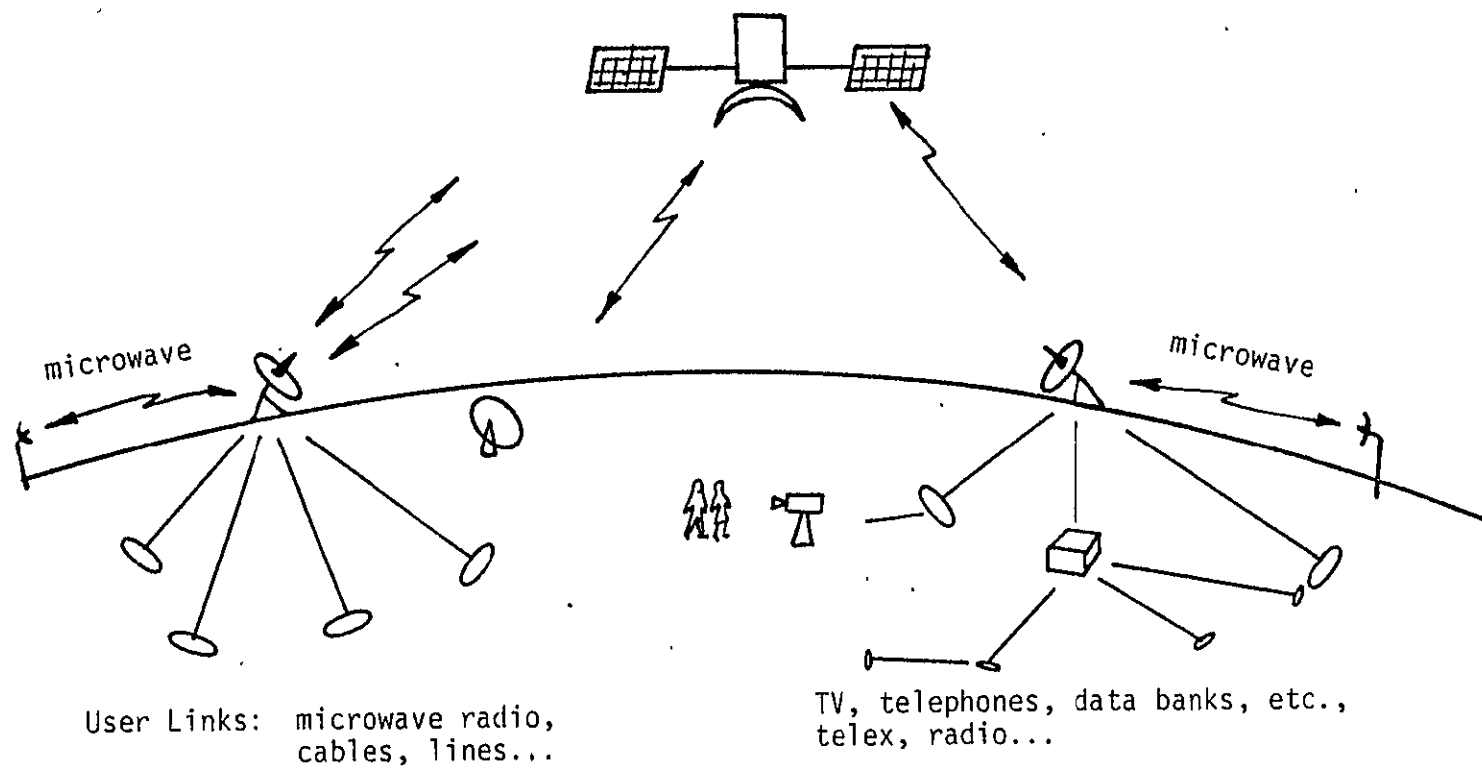 microwave
microwave
User Links: microwave radio,
cables, lines...
TV, telephones, data banks, etc.,
telex, radio...